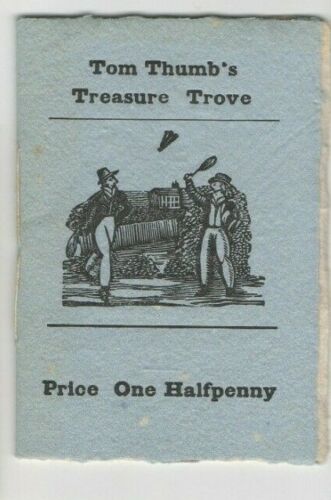 Tom Thumb's
Treasure Trove
Price One Halfpenny